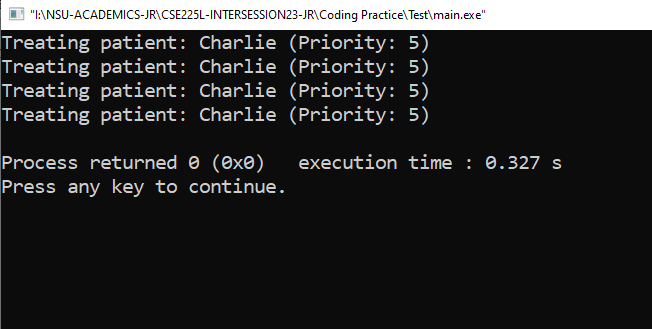 "I:\NSU-ACADEMICS-JR\CSE225L-INTERSESSION23-JR\Coding Practice\Test\main.exe"
Treating patient: Charlie (Priority: 5)
Treating patient: Charlie (Priority: 5)
Treating patient: Charlie (Priority: 5)
Treating patient: Charlie (Priority: 5)
Process returned 0 (0x0)   execution time : 0.327 s
Press any key to continue.